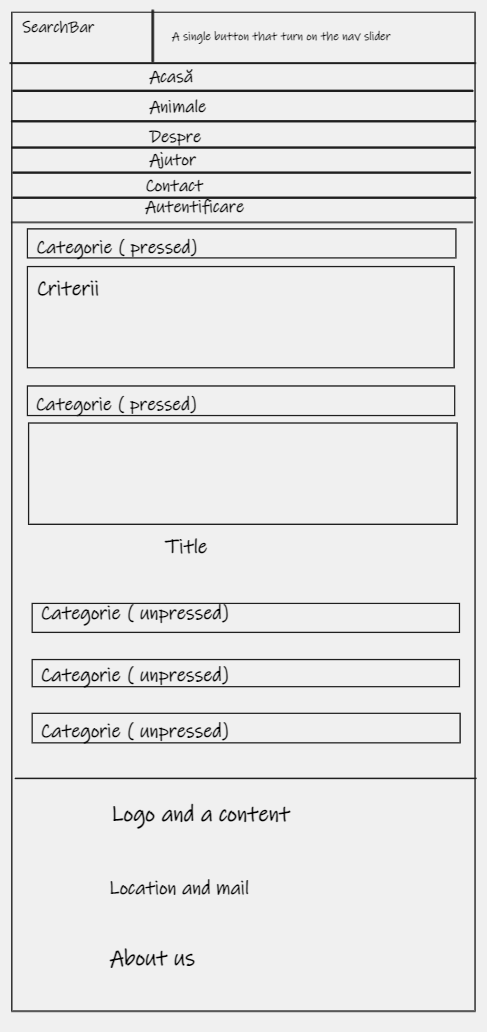 SearchBar
A single button that turn on the nav slider
Acasă
Animale
Despre
Ajutor
Contact
Autentificare
Categorie ( pressed)
Criterii
Categorie ( pressed)
Title
Categorie ( unpressed)
Categorie ( unpressed)
Categorie ( unpressed)
Logo and a content
Location and mail
About us